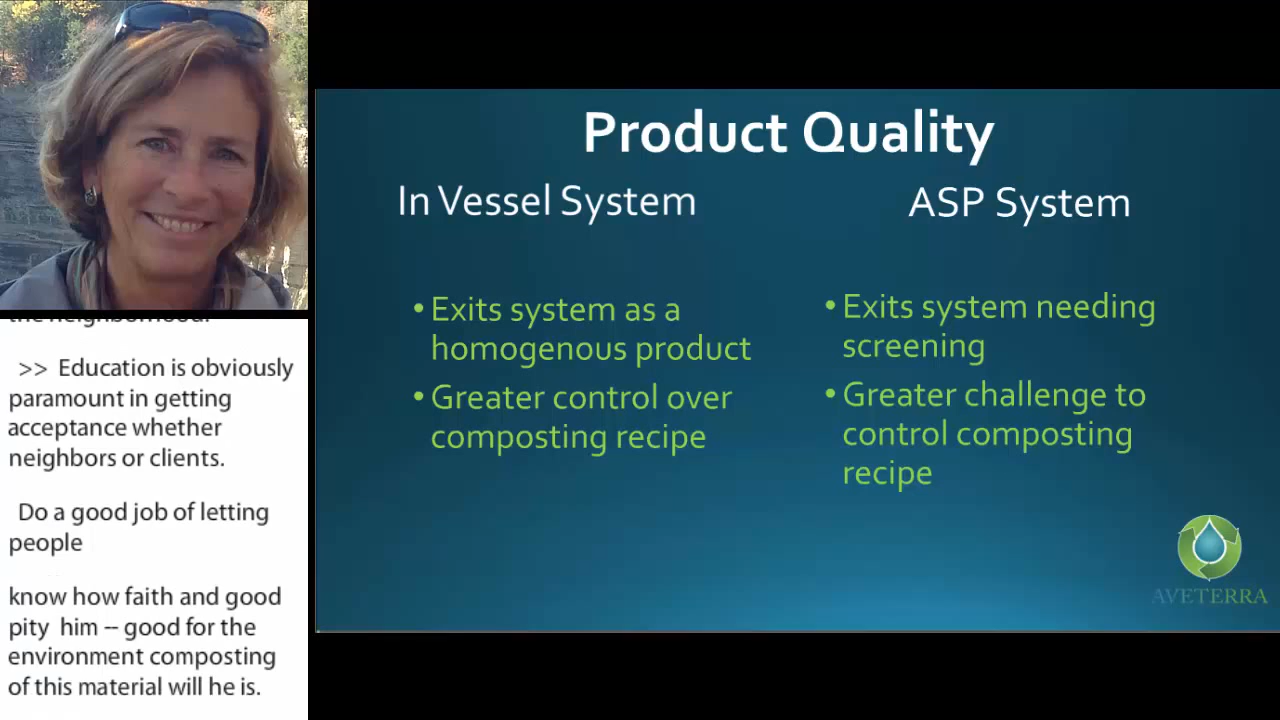 the neighborhood.
>> Education is obviously
paramount in getting
acceptance whether
neighbors or clients.
Do a good job of letting
people
know how faith and good
pity him -- good for the
environment composting
of this material will he is.
Product Quality
In Vessel System
• Exits system as a
homogenous product
• Greater control over
composting recipe
ASP System
• Exits system needing
screening
• Greater challenge to
control composting
recipe
AVETERRA